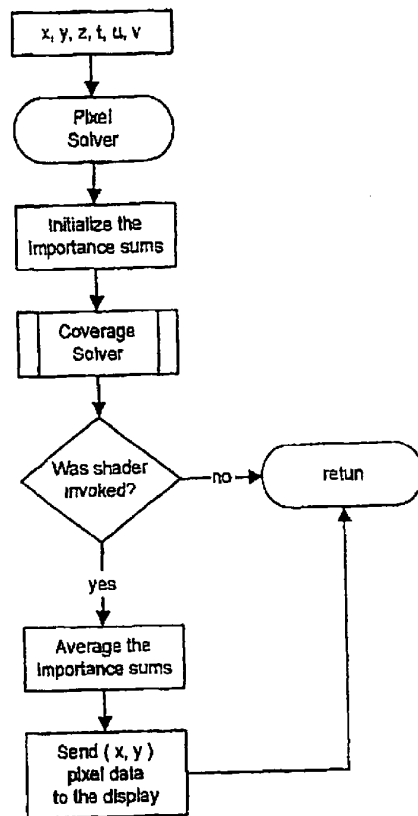 x, y, z, t, u, v
Pixel
Solver
Initialize the
importance sums
Coverage
Solver
Was shader
invoked?
no
retun
yes
Average the
importance sums
Send ( x, y )
pixel data
to the display